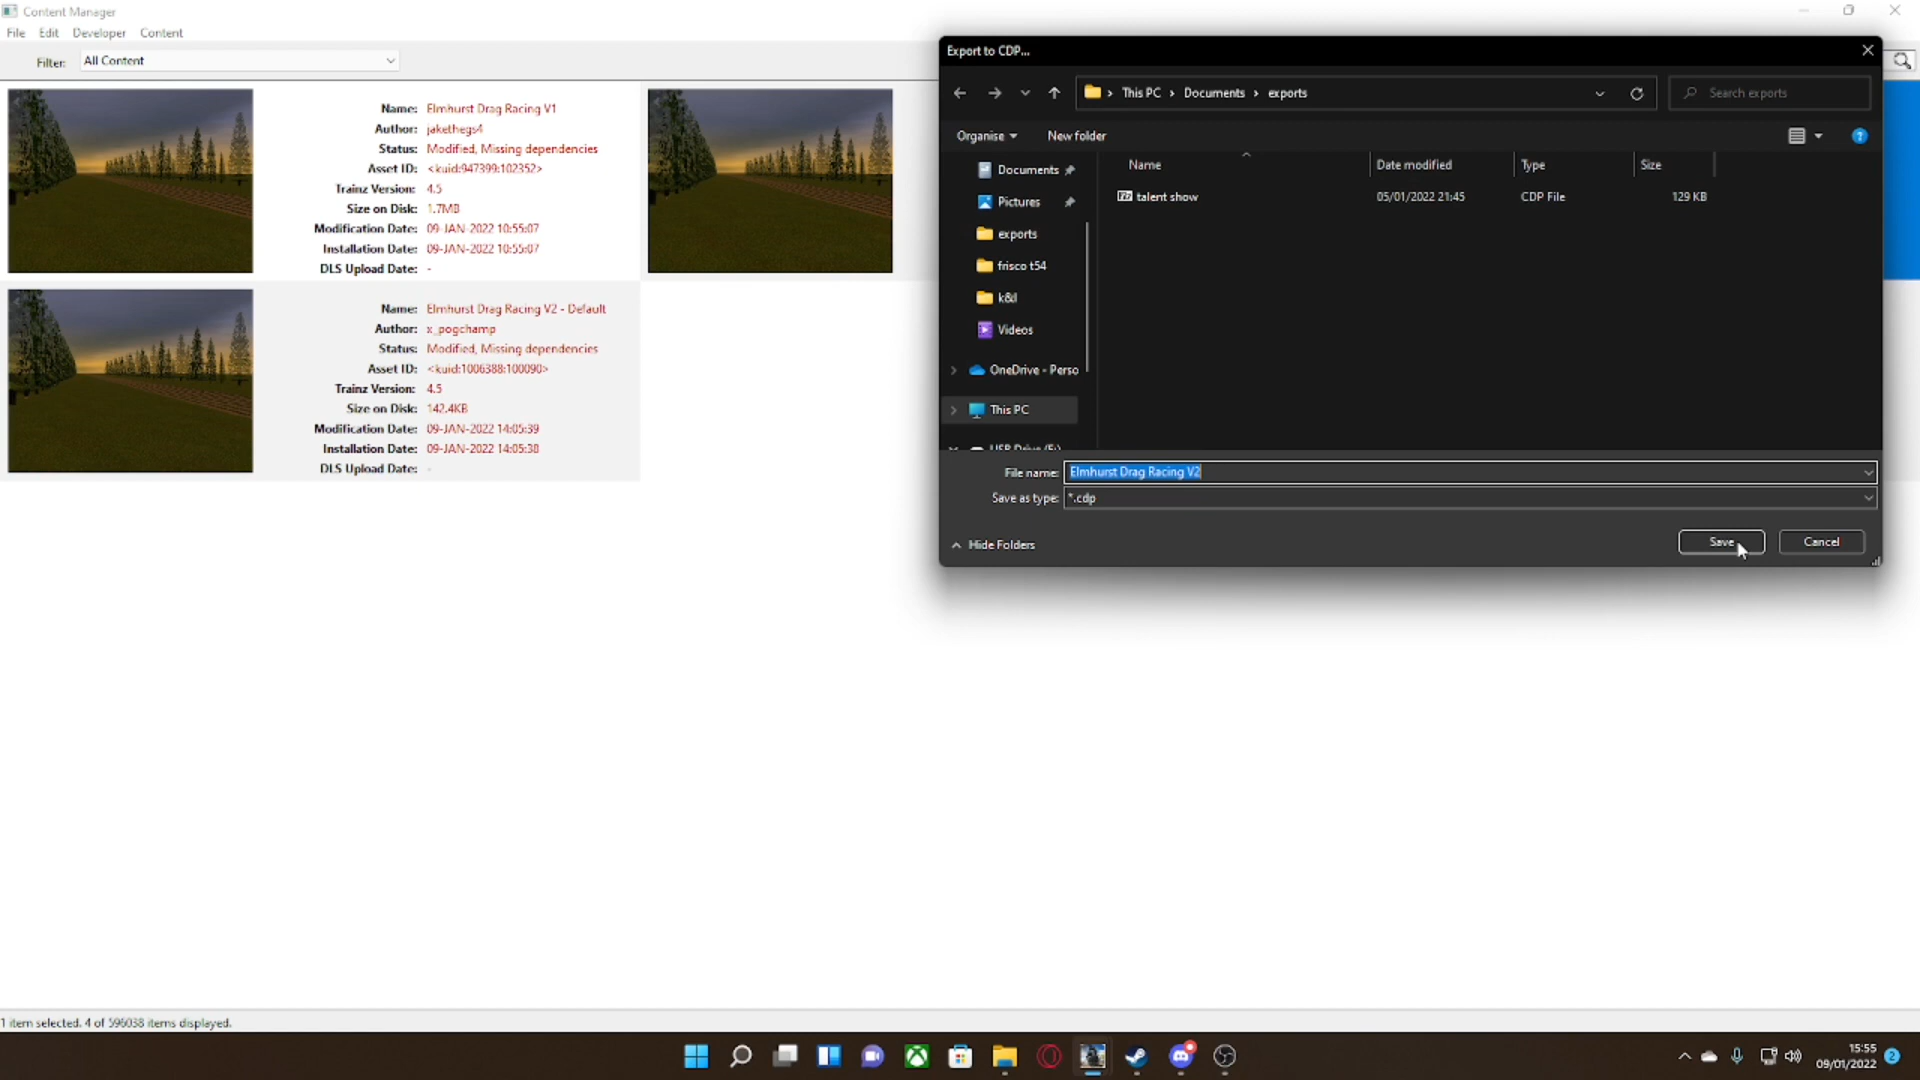 Content Manager
File Edit Developer Content
Filter: All Content
Name: Elmhurst Drag Racing V1
Author: jakethegs4
Status: Modified, Missing dependencies
Asset ID: <kuid:947399:102352>
Trainz Version: 4.5
Size on Disk: 1.7MB
Modification Date: 09-JAN-2022 10:55:07
Installation Date: 09-JAN-2022 10:55:07
DLS Upload Date: -
Name: Elmhurst Drag Racing V2 - Default
Author: x_pogchamp
Status: Modified, Missing dependencies
Asset ID: <kuid:1006388:100090>
Trainz Version: 4.5
Size on Disk: 142.4KB
Modification Date: 09-JAN-2022 14:05:39
Installation Date: 09-JAN-2022 14:05:38
DLS Upload Date: -
Export to CDP...
This PC > Documents > exports
Search exports
Organise New folder
Name Date modified Type Size
talent show 05/01/2022 21:45 CDP File 129 KB
Documents
Pictures
exports
frisco t54
k&l
Videos
OneDrive - Perso
This PC
USB Drive (F:)
File name: Elmhurst Drag Racing V2
Save as type: *.cdp
Hide Folders
Save Cancel
1 item selected. 4 of 596038 items displayed.
15:55
09/01/2022
2